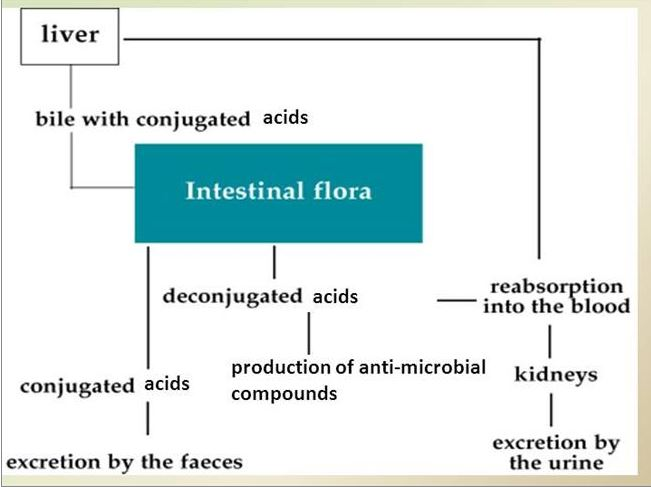 liver
bile with conjugated acids
Intestinal flora
deconjugated acids
reabsorption
into the blood
production of anti-microbial
compounds
kidneys
conjugated acids
excretion by the faeces
excretion by
the urine